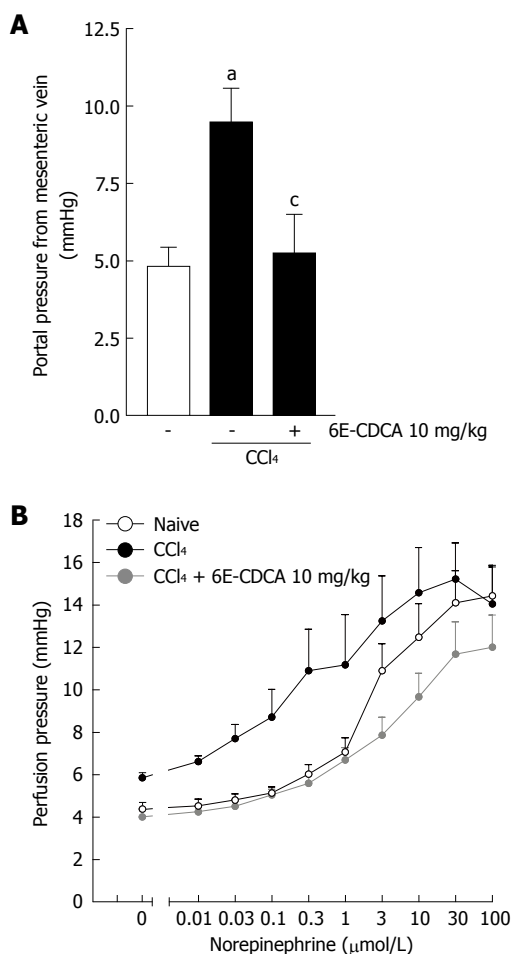 A
12.5
10.0
7.5
5.0
2.5
0.0
Portal pressure from mesenteric vein
(mmHg)
a
c
- - + 6E-CDCA 10 mg/kg
CCl₄
B
18
16
14
12
10
8
6
4
2
0
Perfusion pressure (mmHg)
Naive
CCl₄
CCl₄ + 6E-CDCA 10 mg/kg
0 0.01 0.03 0.1 0.3 1 3 10 30 100
Norepinephrine (μmol/L)